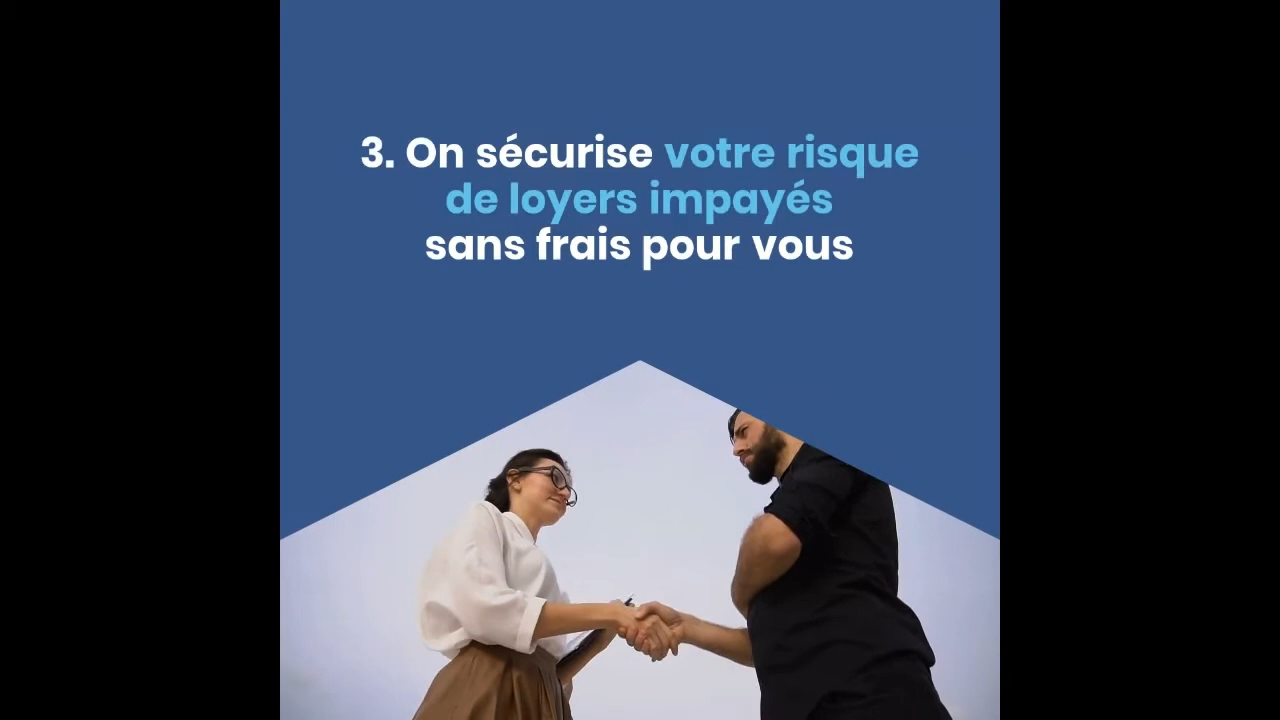 3. On sécurise votre risque
de loyers impayés
sans frais pour vous